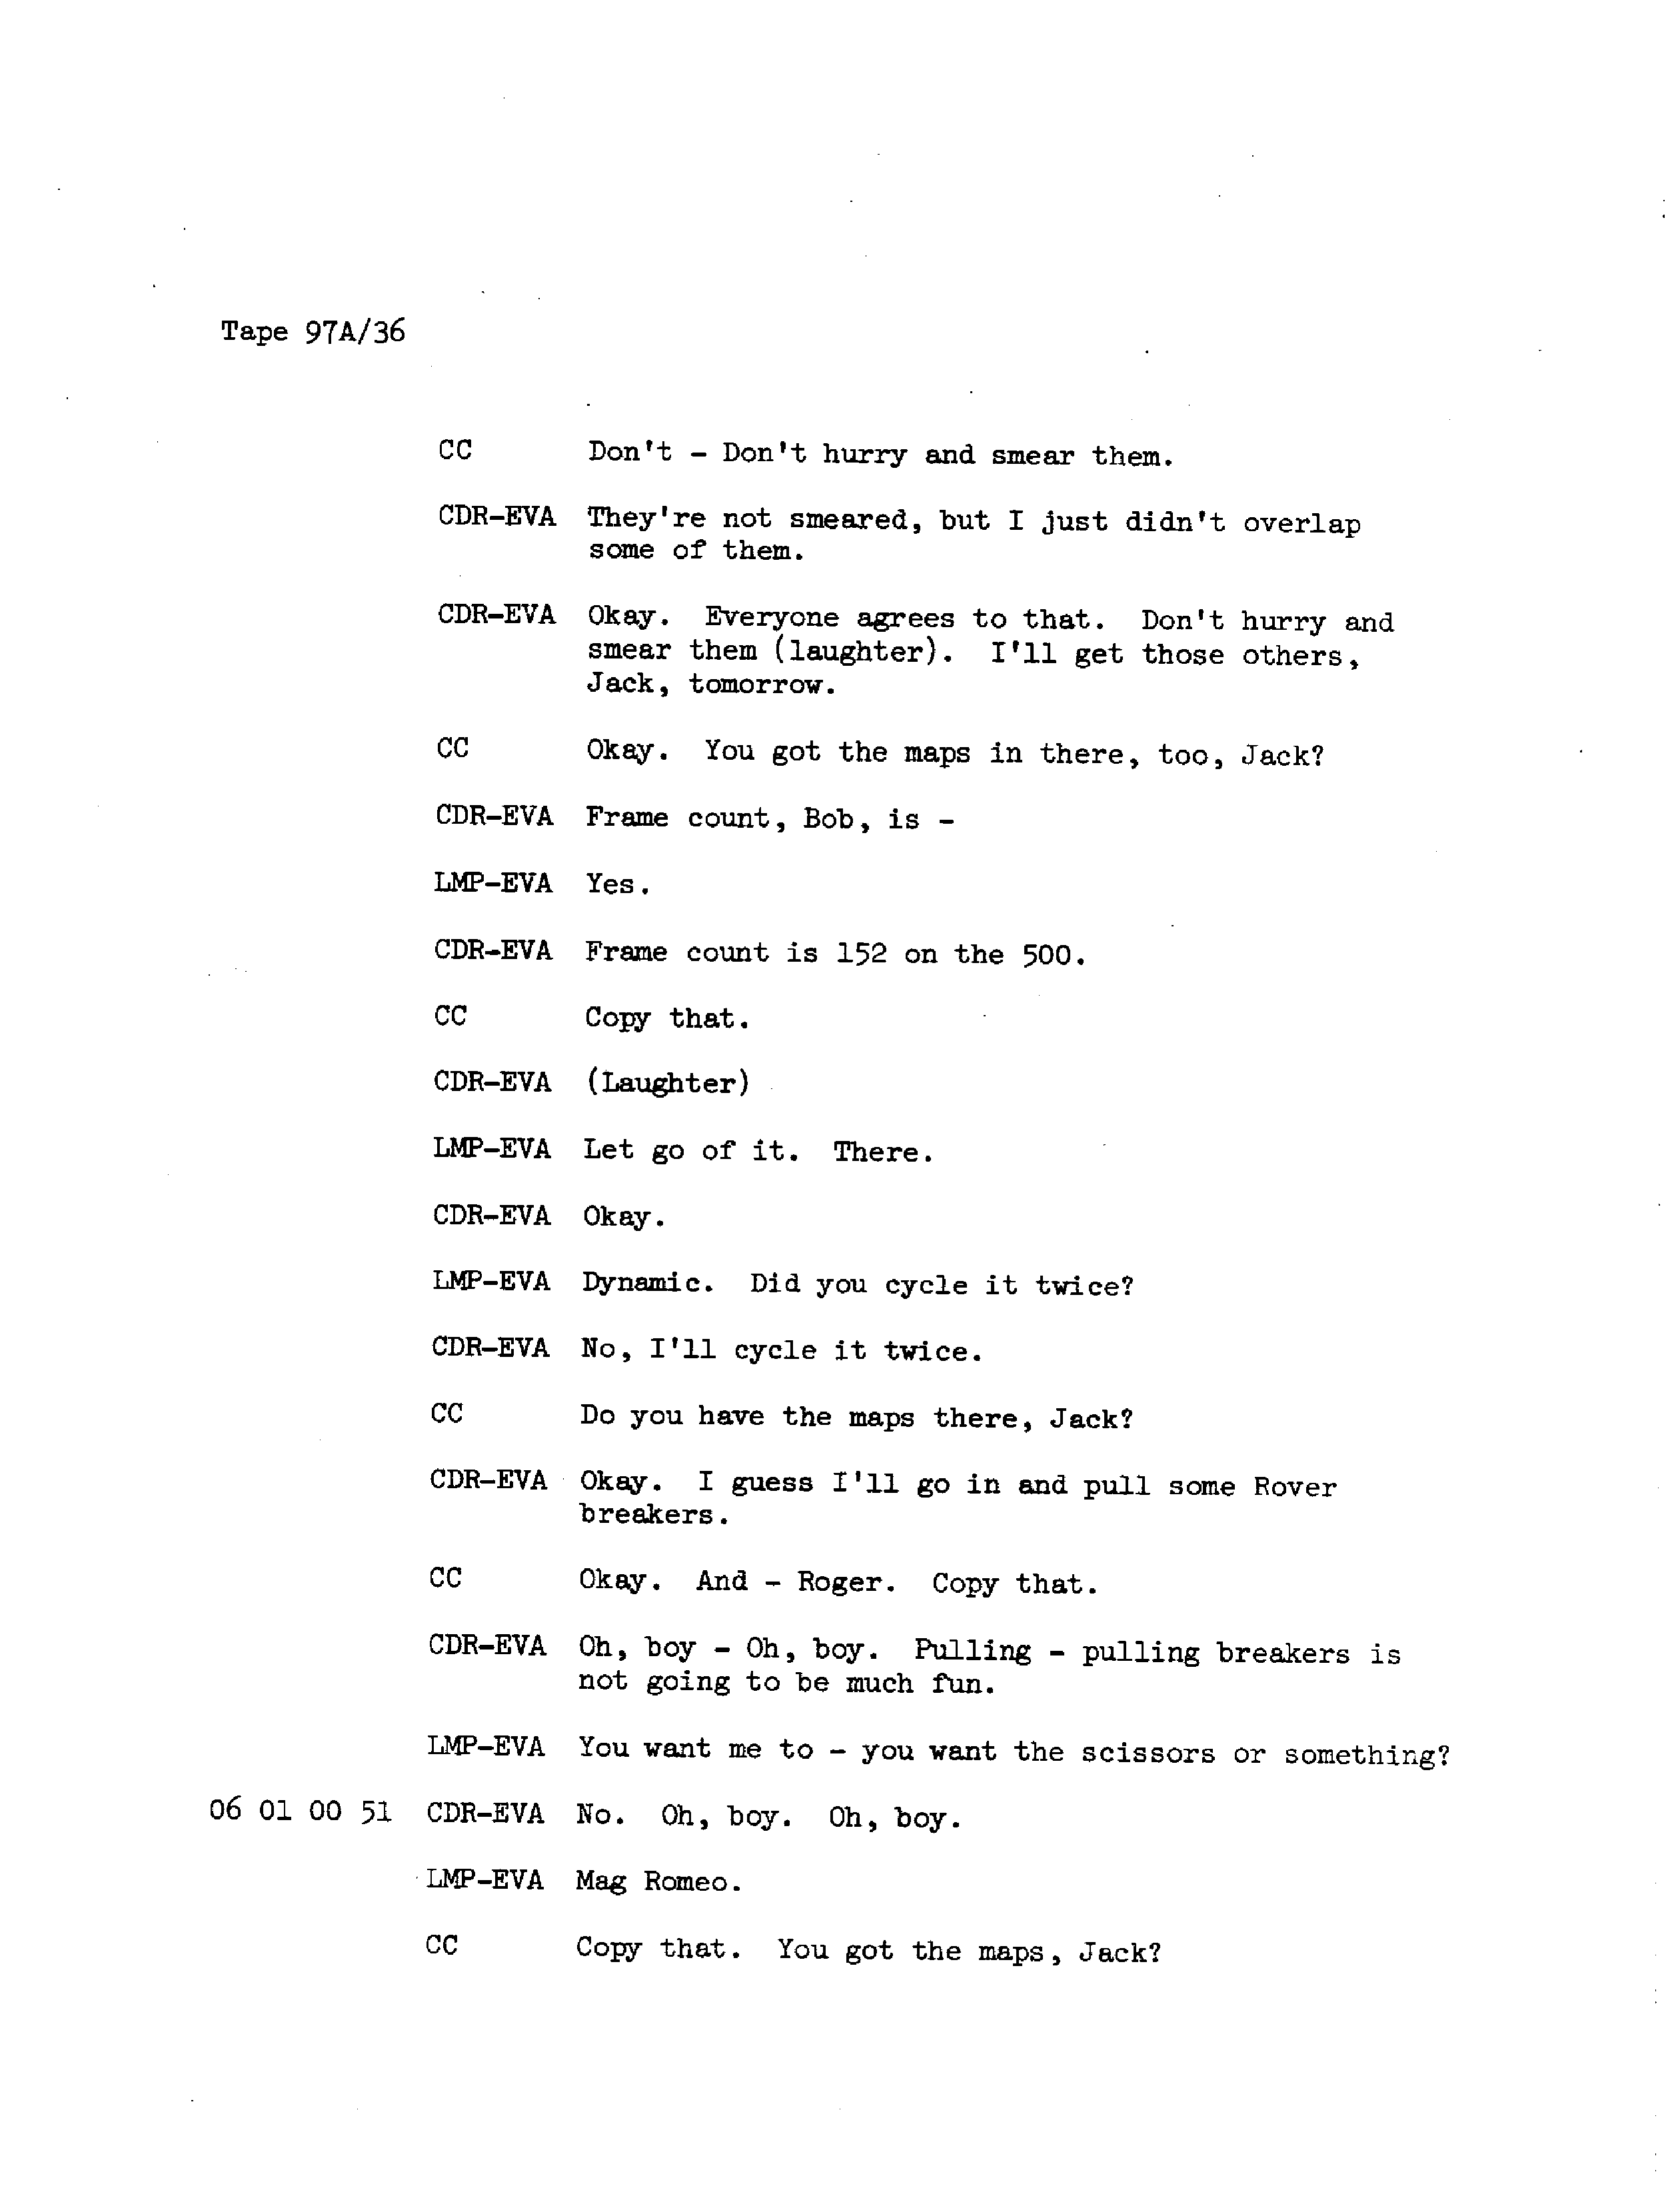 Tape 97A/36
CC Don't - Don't hurry and smear them.
CDR-EVA They're not smeared, but I just didn't overlap
some of them.
CDR-EVA Okay. Everyone agrees to that. Don't hurry and
smear them (laughter). I'll get those others,
Jack, tomorrow.
CC Okay. You got the maps in there, too, Jack?
CDR-EVA Frame count, Bob, is -
LMP-EVA Yes.
CDR-EVA Frame count is 152 on the 500.
CC Copy that.
CDR-EVA (Laughter)
LMP-EVA Let go of it. There.
CDR-EVA Okay.
LMP-EVA Dynamic. Did you cycle it twice?
CDR-EVA No, I'll cycle it twice.
CC Do you have the maps there, Jack?
CDR-EVA Okay. I guess I'll go in and pull some Rover
breakers.
CC Okay. And - Roger. Copy that.
CDR-EVA Oh, boy - Oh, boy. Pulling - pulling breakers is
not going to be much fun.
LMP-EVA You want me to - you want the scissors or something?
06 01 00 51 CDR-EVA No. Oh, boy. Oh, boy.
LMP-EVA Mag Romeo.
CC Copy that. You got the maps, Jack?